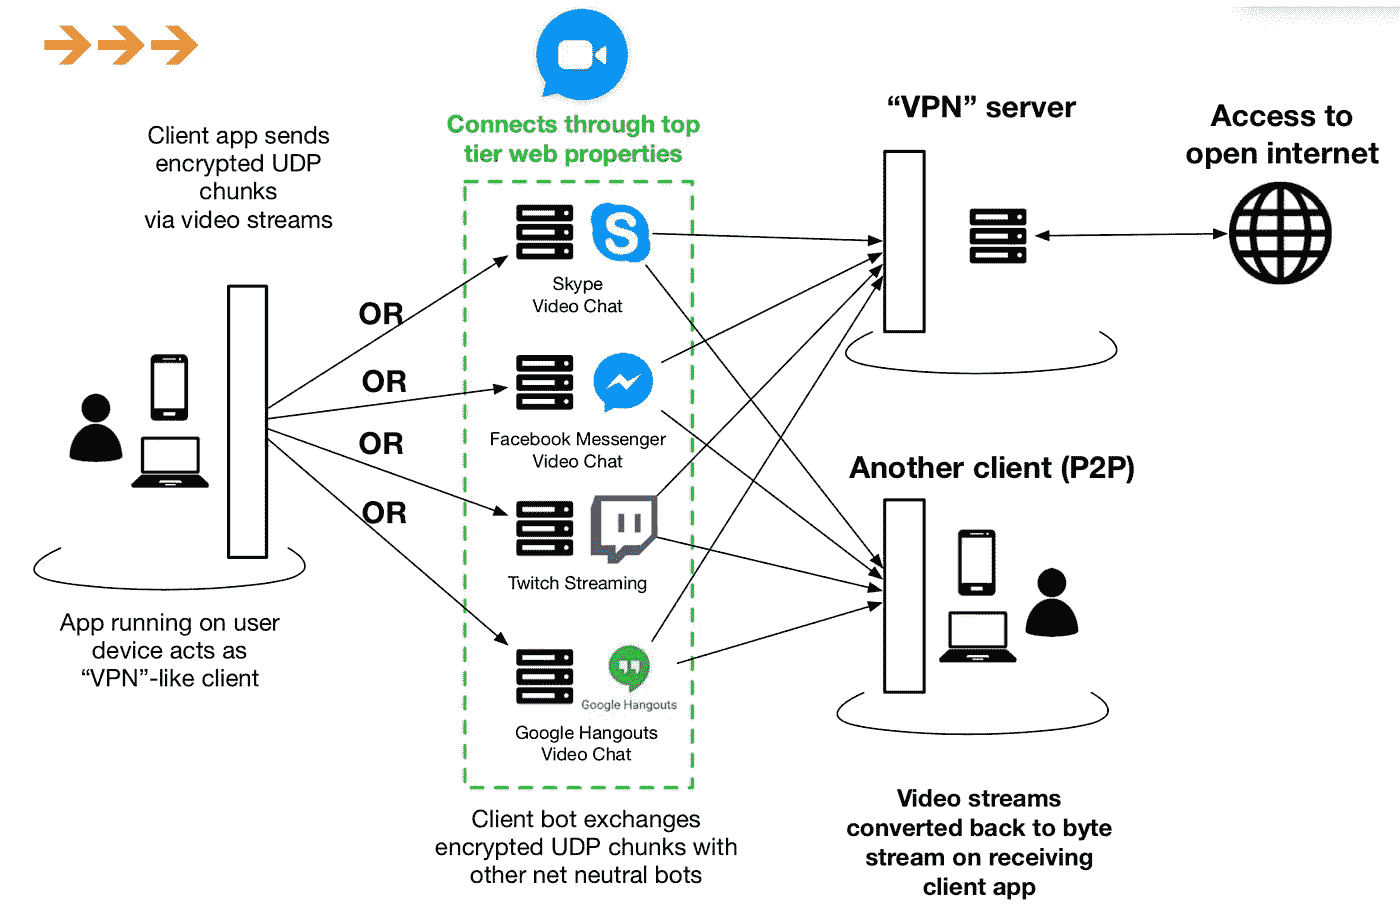 Client app sends
encrypted UDP
chunks
via video streams
Connects through top
tier web properties
"VPN" server
Access to
open internet
OR
OR
OR
OR
S
Skype
Video Chat
Facebook Messenger
Video Chat
Twitch Streaming
Google Hangouts
Google Hangouts
Video Chat
Another client (P2P)
App running on user
device acts as
"VPN"-like client
Client bot exchanges
encrypted UDP chunks with
other net neutral bots
Video streams
converted back to byte
stream on receiving
client app